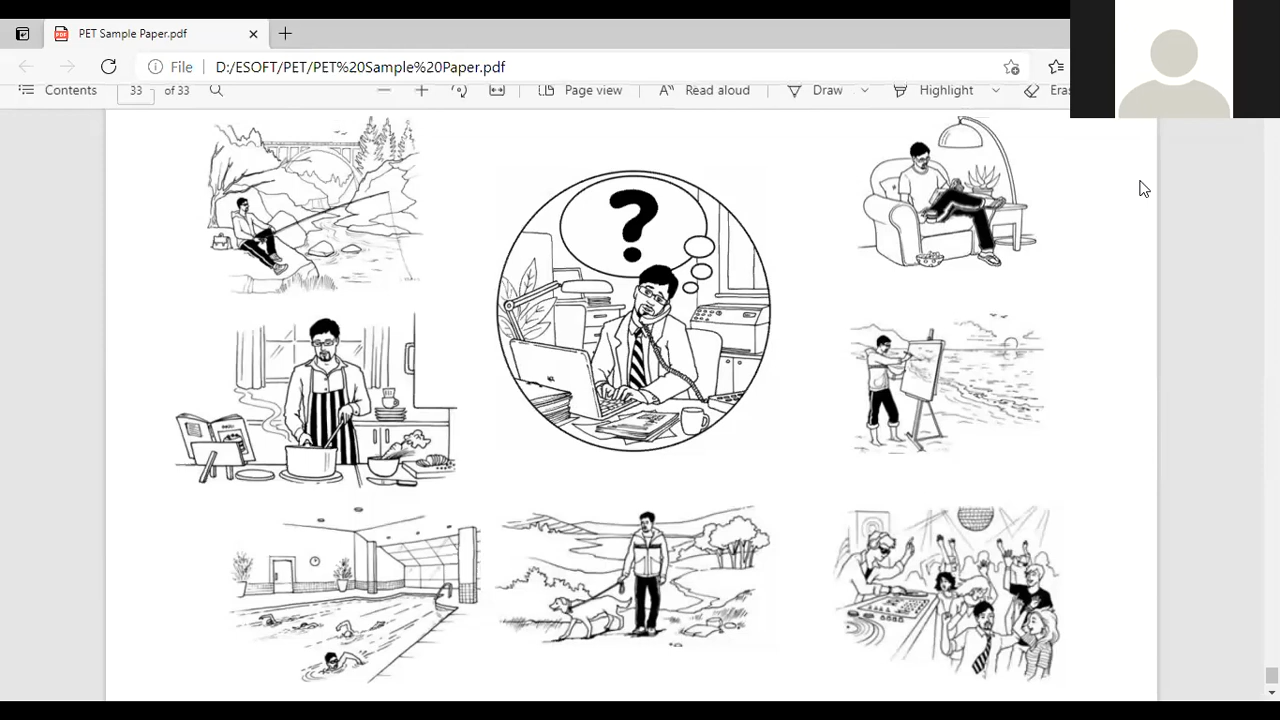 PET Sample Paper.pdf
File D:/ESOFT/PET/PET%20Sample%20Paper.pdf
Contents 33 of 33 Page view Read aloud Draw Highlight
?